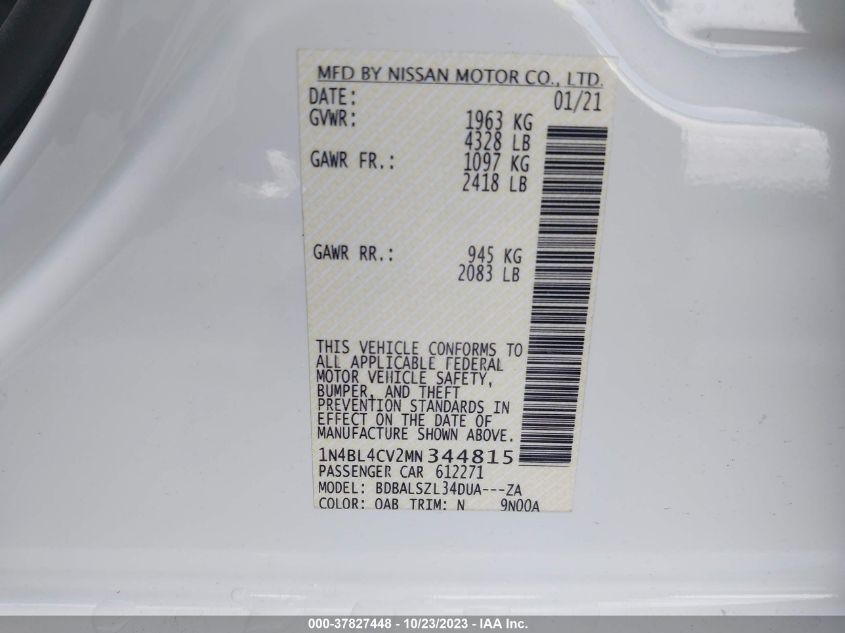 MFD BY NISSAN MOTOR CO., LTD.
DATE: 01/21
GVWR: 1963 KG
4328 LB
GAWR FR.: 1097 KG
2418 LB
GAWR RR.: 945 KG
2083 LB
THIS VEHICLE CONFORMS TO
ALL APPLICABLE FEDERAL
MOTOR VEHICLE SAFETY,
BUMPER, AND THEFT
PREVENTION STANDARDS IN
EFFECT ON THE DATE OF
MANUFACTURE SHOWN ABOVE.
1N4BL4CV2MN344815
PASSENGER CAR 612271
MODEL: BDBALSZL34DUA---ZA
COLOR: QAB TRIM: N 9N00A
000-37827448 - 10/23/2023 - IAA Inc.